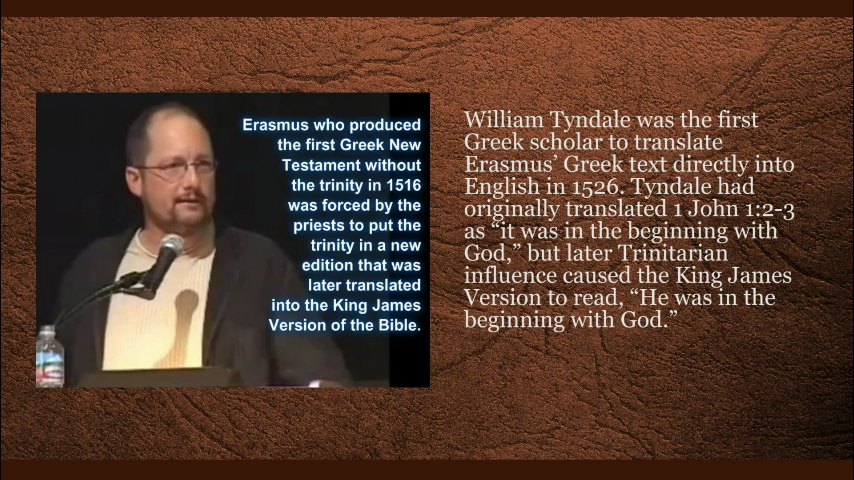 Erasmus who produced
the first Greek New
Testament without
the trinity in 1516
was forced by the
priests to put the
trinity in a new
edition that was
later translated
into the King James
Version of the Bible.
William Tyndale was the first
Greek scholar to translate
Erasmus’ Greek text directly into
English in 1526. Tyndale had
originally translated 1 John 1:2-3
as “it was in the beginning with
God,” but later Trinitarian
influence caused the King James
Version to read, “He was in the
beginning with God.”